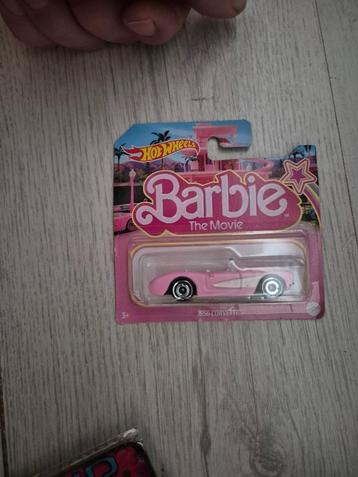 Hot Wheels
Barbie
The Movie
1956 CORVETTE
3+